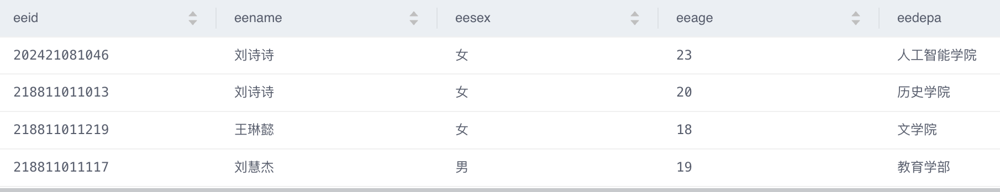 eeid eename eesex eeage eedepa
202421081046 刘诗诗 女 23 人工智能学院
218811011013 刘诗诗 女 20 历史学院
218811011219 王琳懿 女 18 文学院
218811011117 刘慧杰 男 19 教育学部